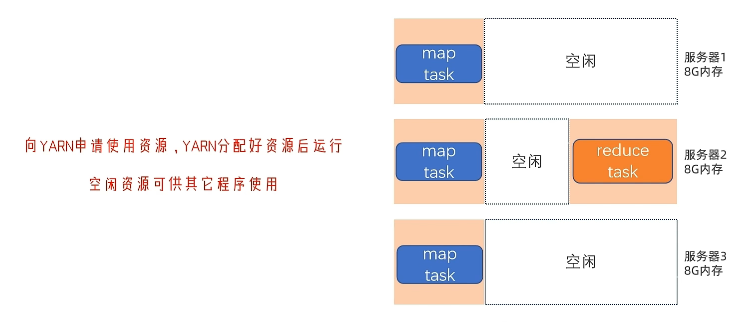 map
task
空闲
服务器1
8G内存
向YARN申请使用资源,YARN分配好资源后运行
空闲资源可供其它程序使用
map
task
空闲
reduce
task
服务器2
8G内存
map
task
空闲
服务器3
8G内存